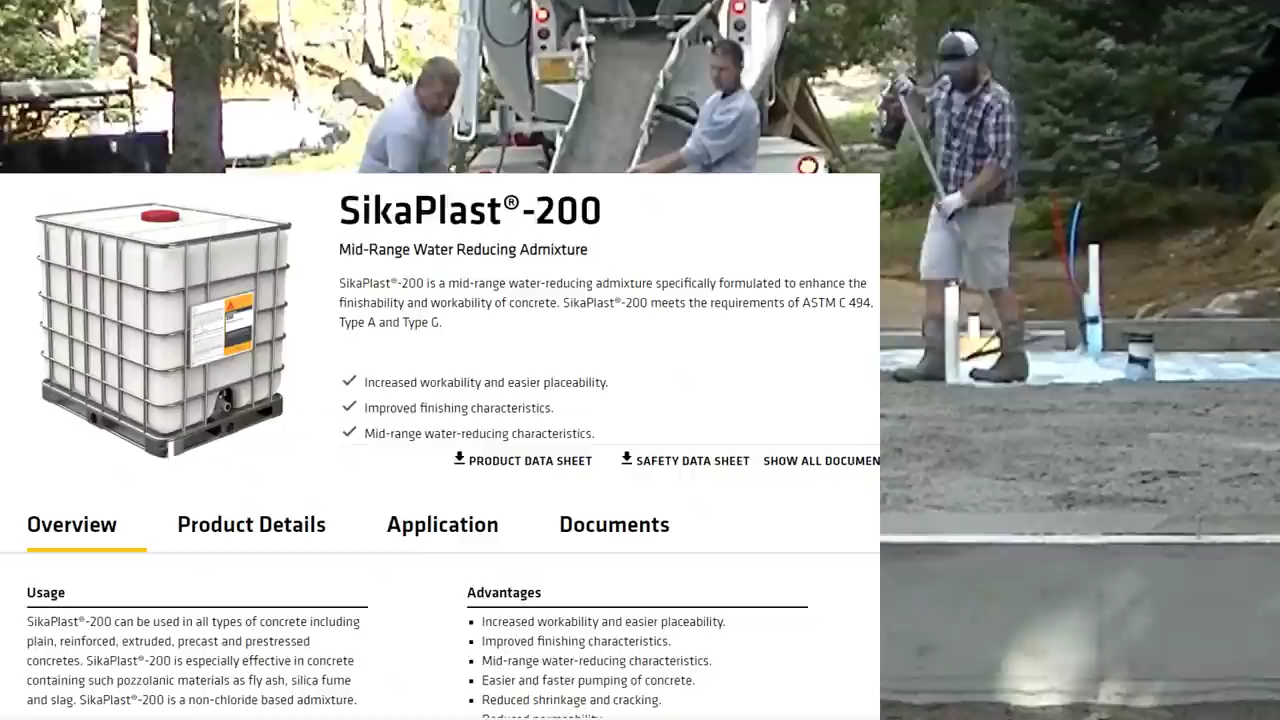 SikaPlast®-200
Mid-Range Water Reducing Admixture
SikaPlast®-200 is a mid-range water-reducing admixture specifically formulated to enhance the
finishability and workability of concrete. SikaPlast®-200 meets the requirements of ASTM C 494,
Type A and Type G.
Increased workability and easier placeability.
Improved finishing characteristics.
Mid-range water-reducing characteristics.
PRODUCT DATA SHEET SAFETY DATA SHEET SHOW ALL DOCUMEN
Overview Product Details Application Documents
Usage
SikaPlast®-200 can be used in all types of concrete including
plain, reinforced, extruded, precast and prestressed
concretes. SikaPlast®-200 is especially effective in concrete
containing such pozzolanic materials as fly ash, silica fume
and slag. SikaPlast®-200 is a non-chloride based admixture.
Advantages
Increased workability and easier placeability.
Improved finishing characteristics.
Mid-range water-reducing characteristics.
Easier and faster pumping of concrete.
Reduced shrinkage and cracking.